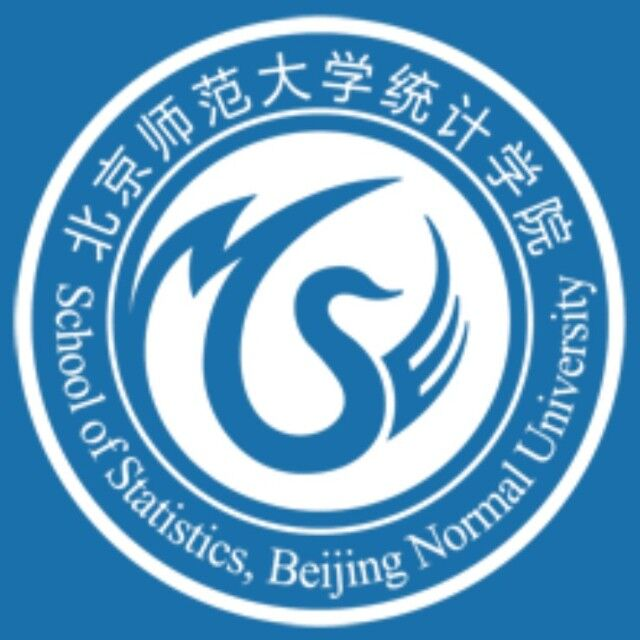 北京师范大学统计学院
School of Statistics, Beijing Normal University